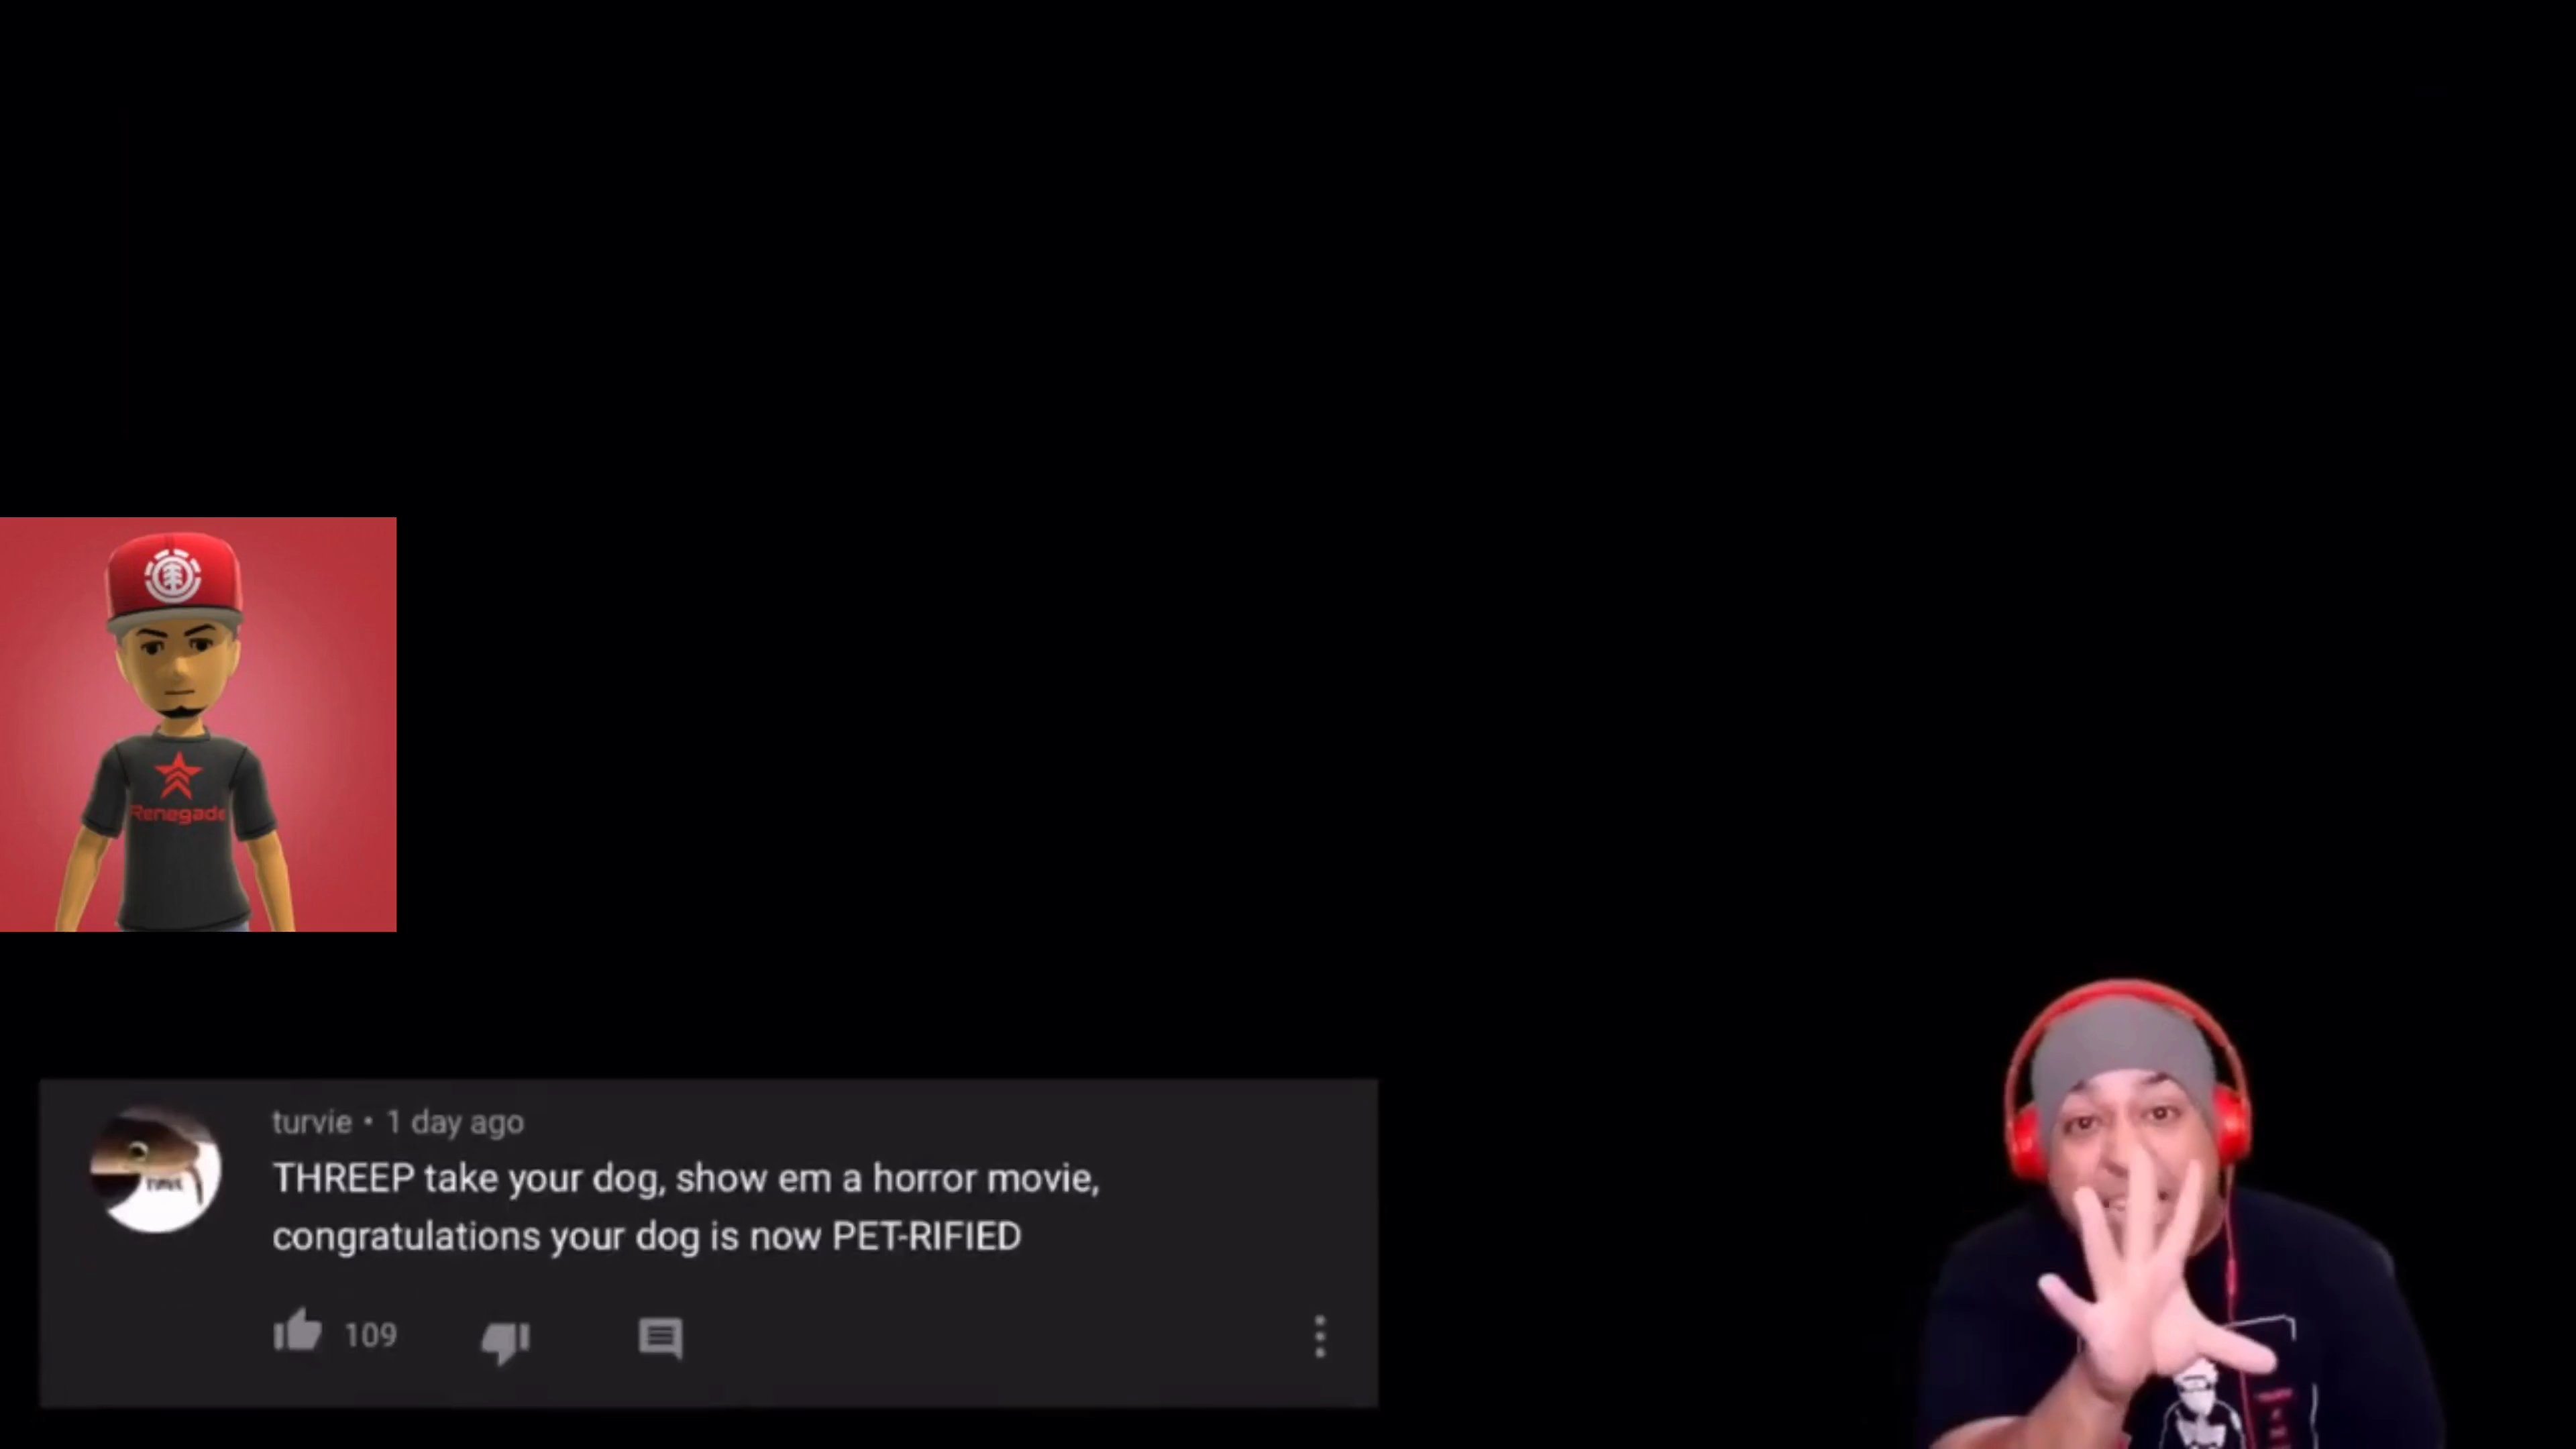 Renegade
turvie • 1 day ago
THREEP take your dog, show em a horror movie,
congratulations your dog is now PET-RIFIED
109